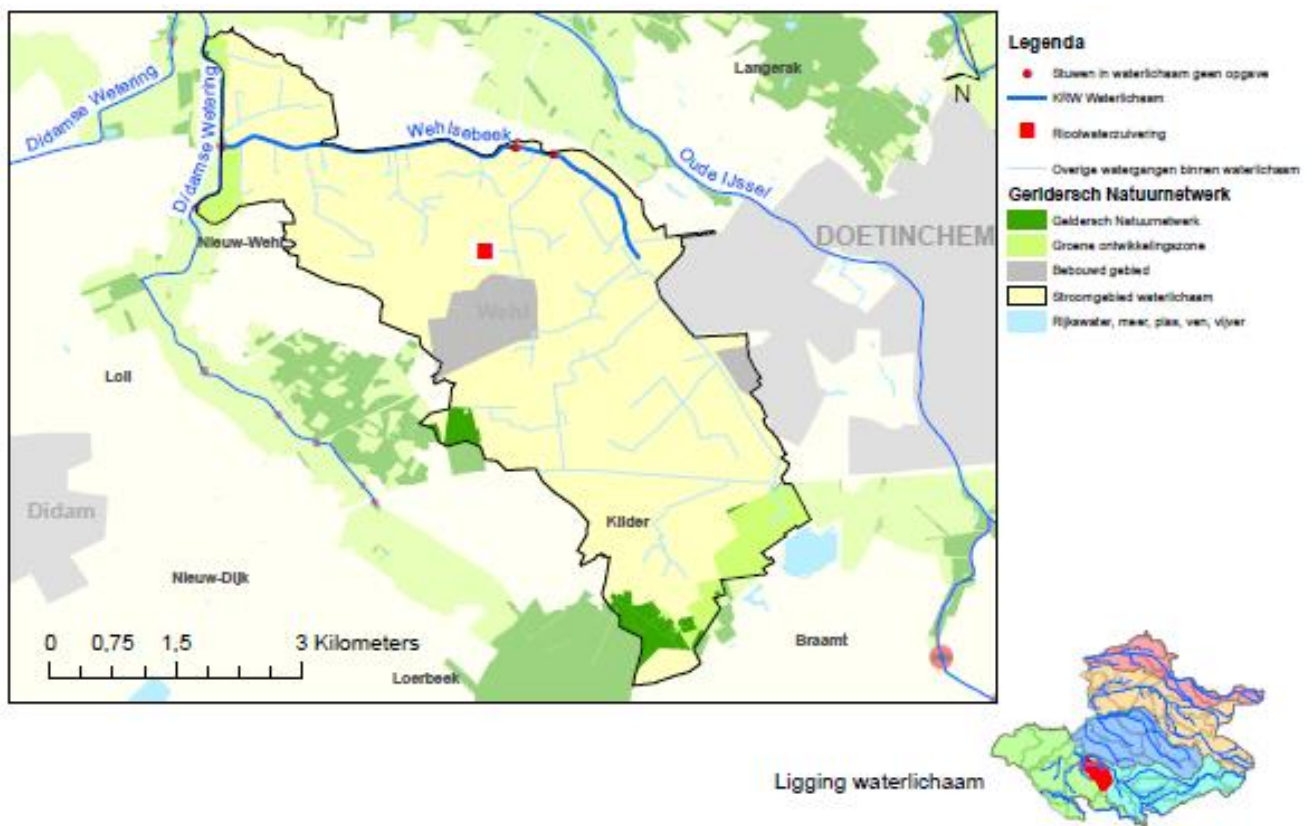 Langerak
Didamse Wetering
Didamse Wetering
Wehlsebeek
Oude IJssel
DOETINCHEM
Nieuw-Wehl
Wehl
Loil
Didam
Kilder
Nieuw-Dijk
Braamt
Loerbeek
0 0,75 1,5 3 Kilometers
N
Legenda
Stuwen in waterlichaam geen opgave
KRW Waterlichaam
Rioolwaterzuivering
Overige watergangen binnen waterlichaam
Gerldersch Natuurnetwerk
Geldersch Natuurnetwerk
Groene ontwikkelingszone
Bebouwd gebied
Stroomgebied waterlichaam
Rijkswater, meer, plas, ven, vijver
Ligging waterlichaam